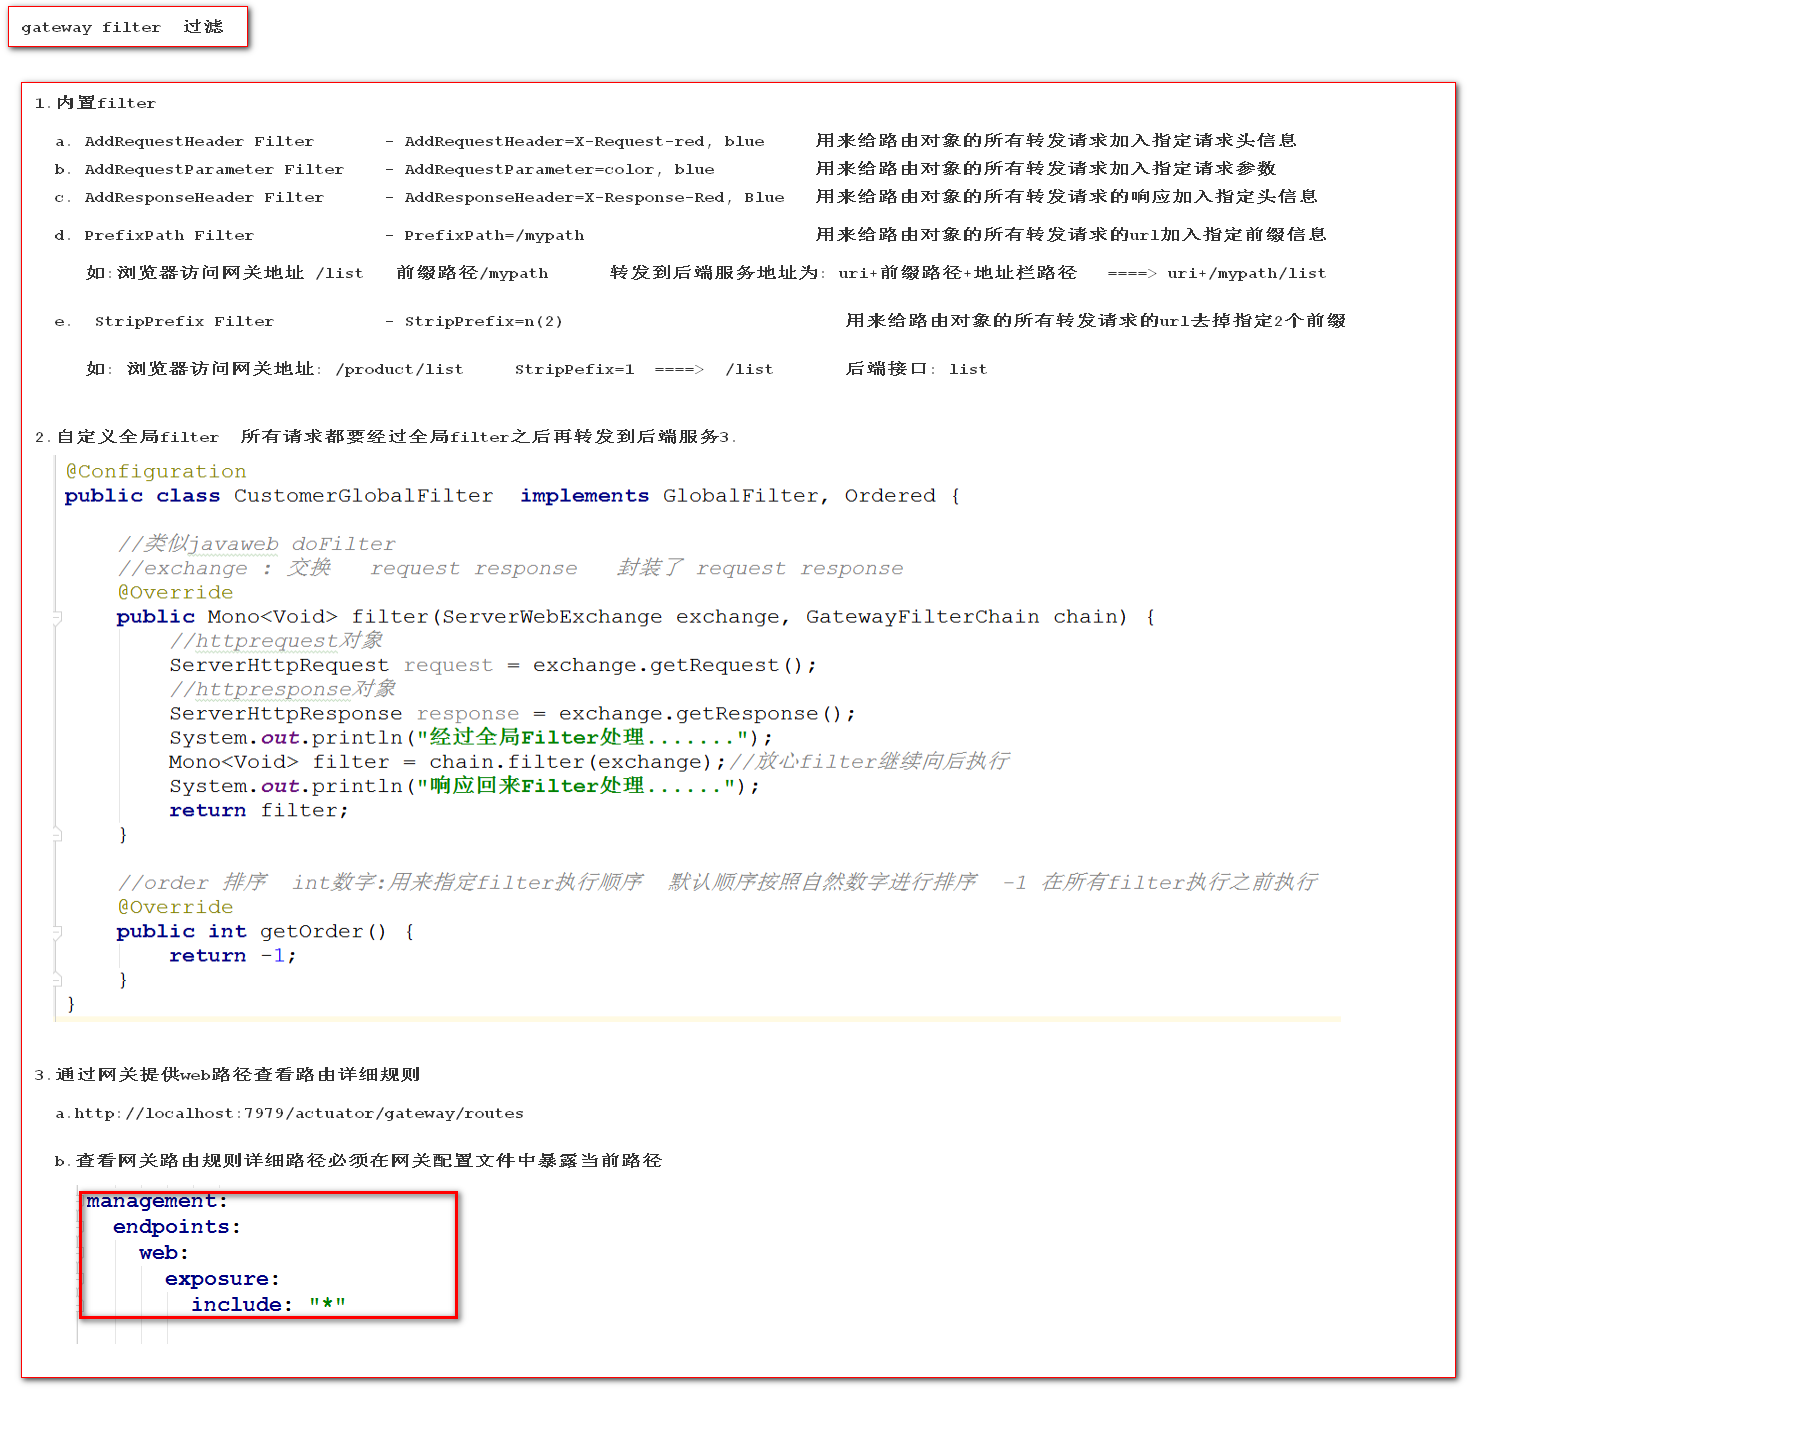 gateway filter  过滤
1.内置filter
a. AddRequestHeader Filter - AddRequestHeader=X-Request-red, blue 用来给路由对象的所有转发请求加入指定请求头信息
b. AddRequestParameter Filter - AddRequestParameter=color, blue 用来给路由对象的所有转发请求加入指定请求参数
c. AddResponseHeader Filter - AddResponseHeader=X-Response-Red, Blue 用来给路由对象的所有转发请求的响应加入指定头信息
d. PrefixPath Filter - PrefixPath=/mypath 用来给路由对象的所有转发请求的url加入指定前缀信息
如:浏览器访问网关地址 /list 前缀路径/mypath 转发到后端服务地址为: uri+前缀路径+地址栏路径 ====> uri+/mypath/list
e. StripPrefix Filter - StripPrefix=n(2) 用来给路由对象的所有转发请求的url去掉指定2个前缀
如: 浏览器访问网关地址: /product/list StripPefix=1 ====> /list 后端接口: list
2.自定义全局filter 所有请求都要经过全局filter之后再转发到后端服务3.
@Configuration
public class CustomerGlobalFilter  implements GlobalFilter, Ordered {
//类似javaweb doFilter
//exchange : 交换   request response   封装了 request response
@Override
public Mono<Void> filter(ServerWebExchange exchange, GatewayFilterChain chain) {
//httprequest对象
ServerHttpRequest request = exchange.getRequest();
//httpresponse对象
ServerHttpResponse response = exchange.getResponse();
System.out.println("经过全局Filter处理.......");
Mono<Void> filter = chain.filter(exchange);//放心filter继续向后执行
System.out.println("响应回来Filter处理......");
return filter;
}
//order 排序  int数字:用来指定filter执行顺序  默认顺序按照自然数字进行排序  -1 在所有filter执行之前执行
@Override
public int getOrder() {
return -1;
}
}
3.通过网关提供web路径查看路由详细规则
a.http://localhost:7979/actuator/gateway/routes
b.查看网关路由规则详细路径必须在网关配置文件中暴露当前路径
management:
endpoints:
web:
exposure:
include: "*"